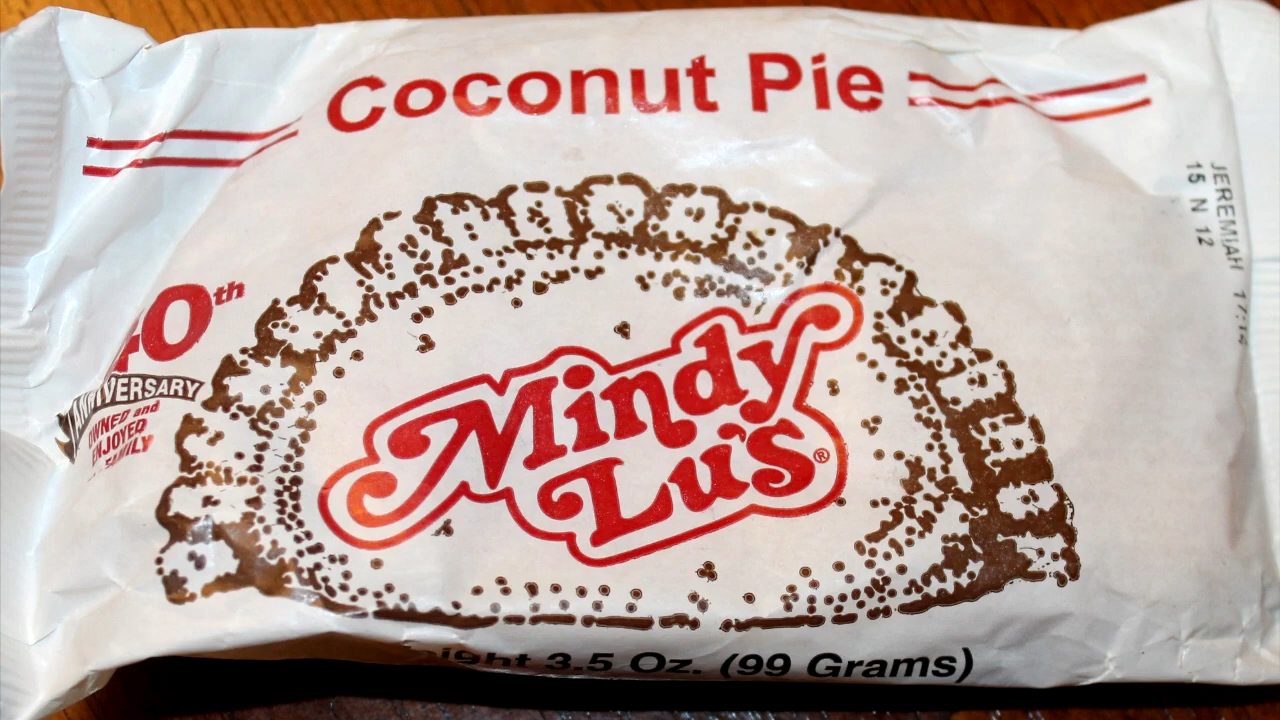 Coconut Pie
JEREMIAH 17:14
15 N 12
40th
ANNIVERSARY
OWNED and
ENJOYED
FAMILY
Mindy
Lu's®
3.5 Oz. (99 Grams)